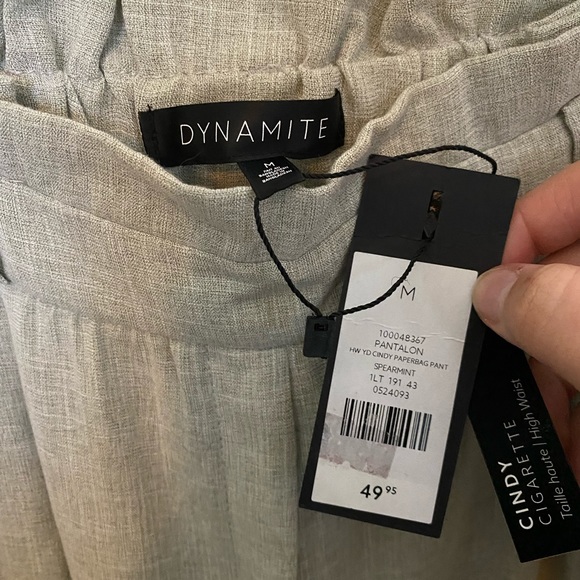 DYNAMITE
M
M
100048367
PANTALON
HW YD CINDY PAPERBAG PANT
SPEARMINT
1LT 191 43
0524093
49 95
CINDY
CIGARETTE
Taille haute | High Waist